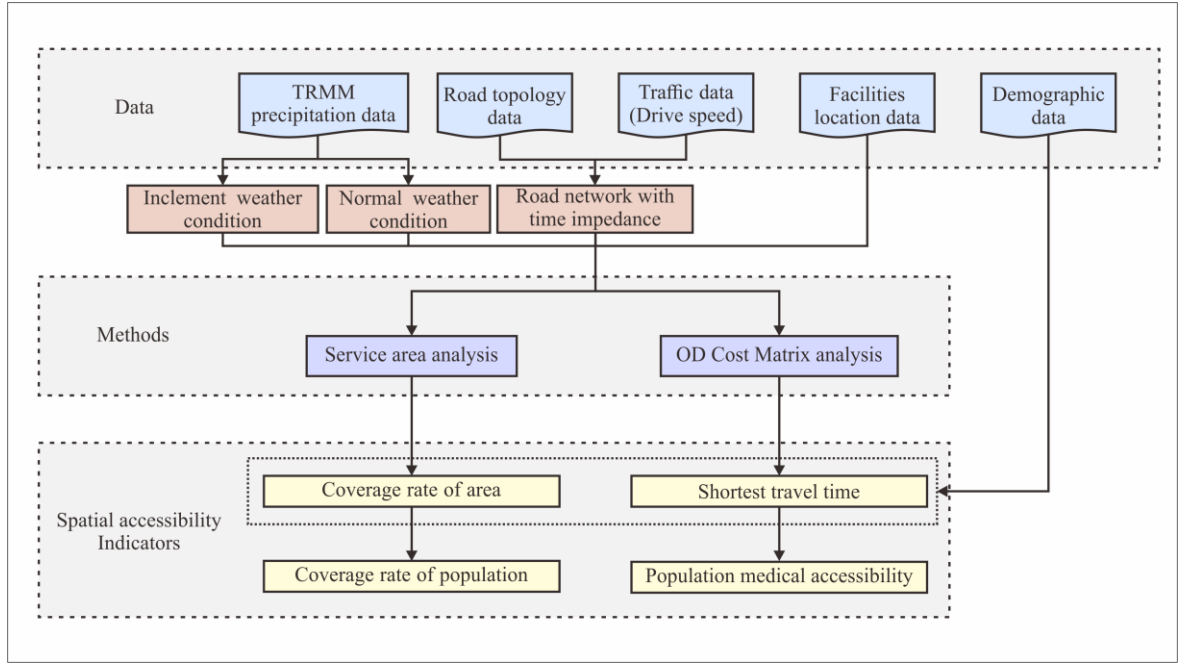 Data
TRMM
precipitation data
Road topology
data
Traffic data
(Drive speed)
Facilities
location data
Demographic
data
Inclement weather
condition
Normal weather
condition
Road network with
time impedance
Methods
Service area analysis
OD Cost Matrix analysis
Spatial accessibility
Indicators
Coverage rate of area
Shortest travel time
Coverage rate of population
Population medical accessibility